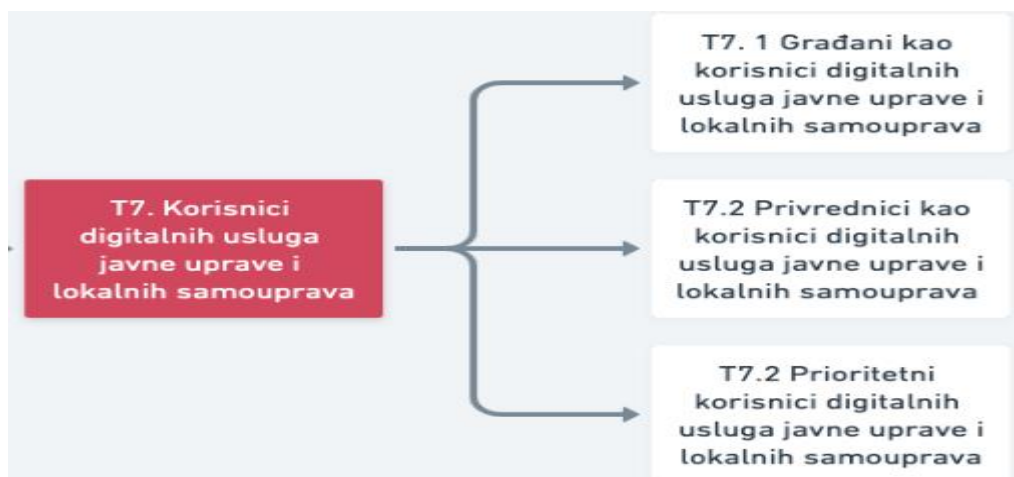 T7. Korisnici
digitalnih usluga
javne uprave i
lokalnih samouprava
T7. 1 Građani kao
korisnici digitalnih
usluga javne uprave i
lokalnih samouprava
T7.2 Privrednici kao
korisnici digitalnih
usluga javne uprave i
lokalnih samouprava
T7.2 Prioritetni
korisnici digitalnih
usluga javne uprave i
lokalnih samouprava